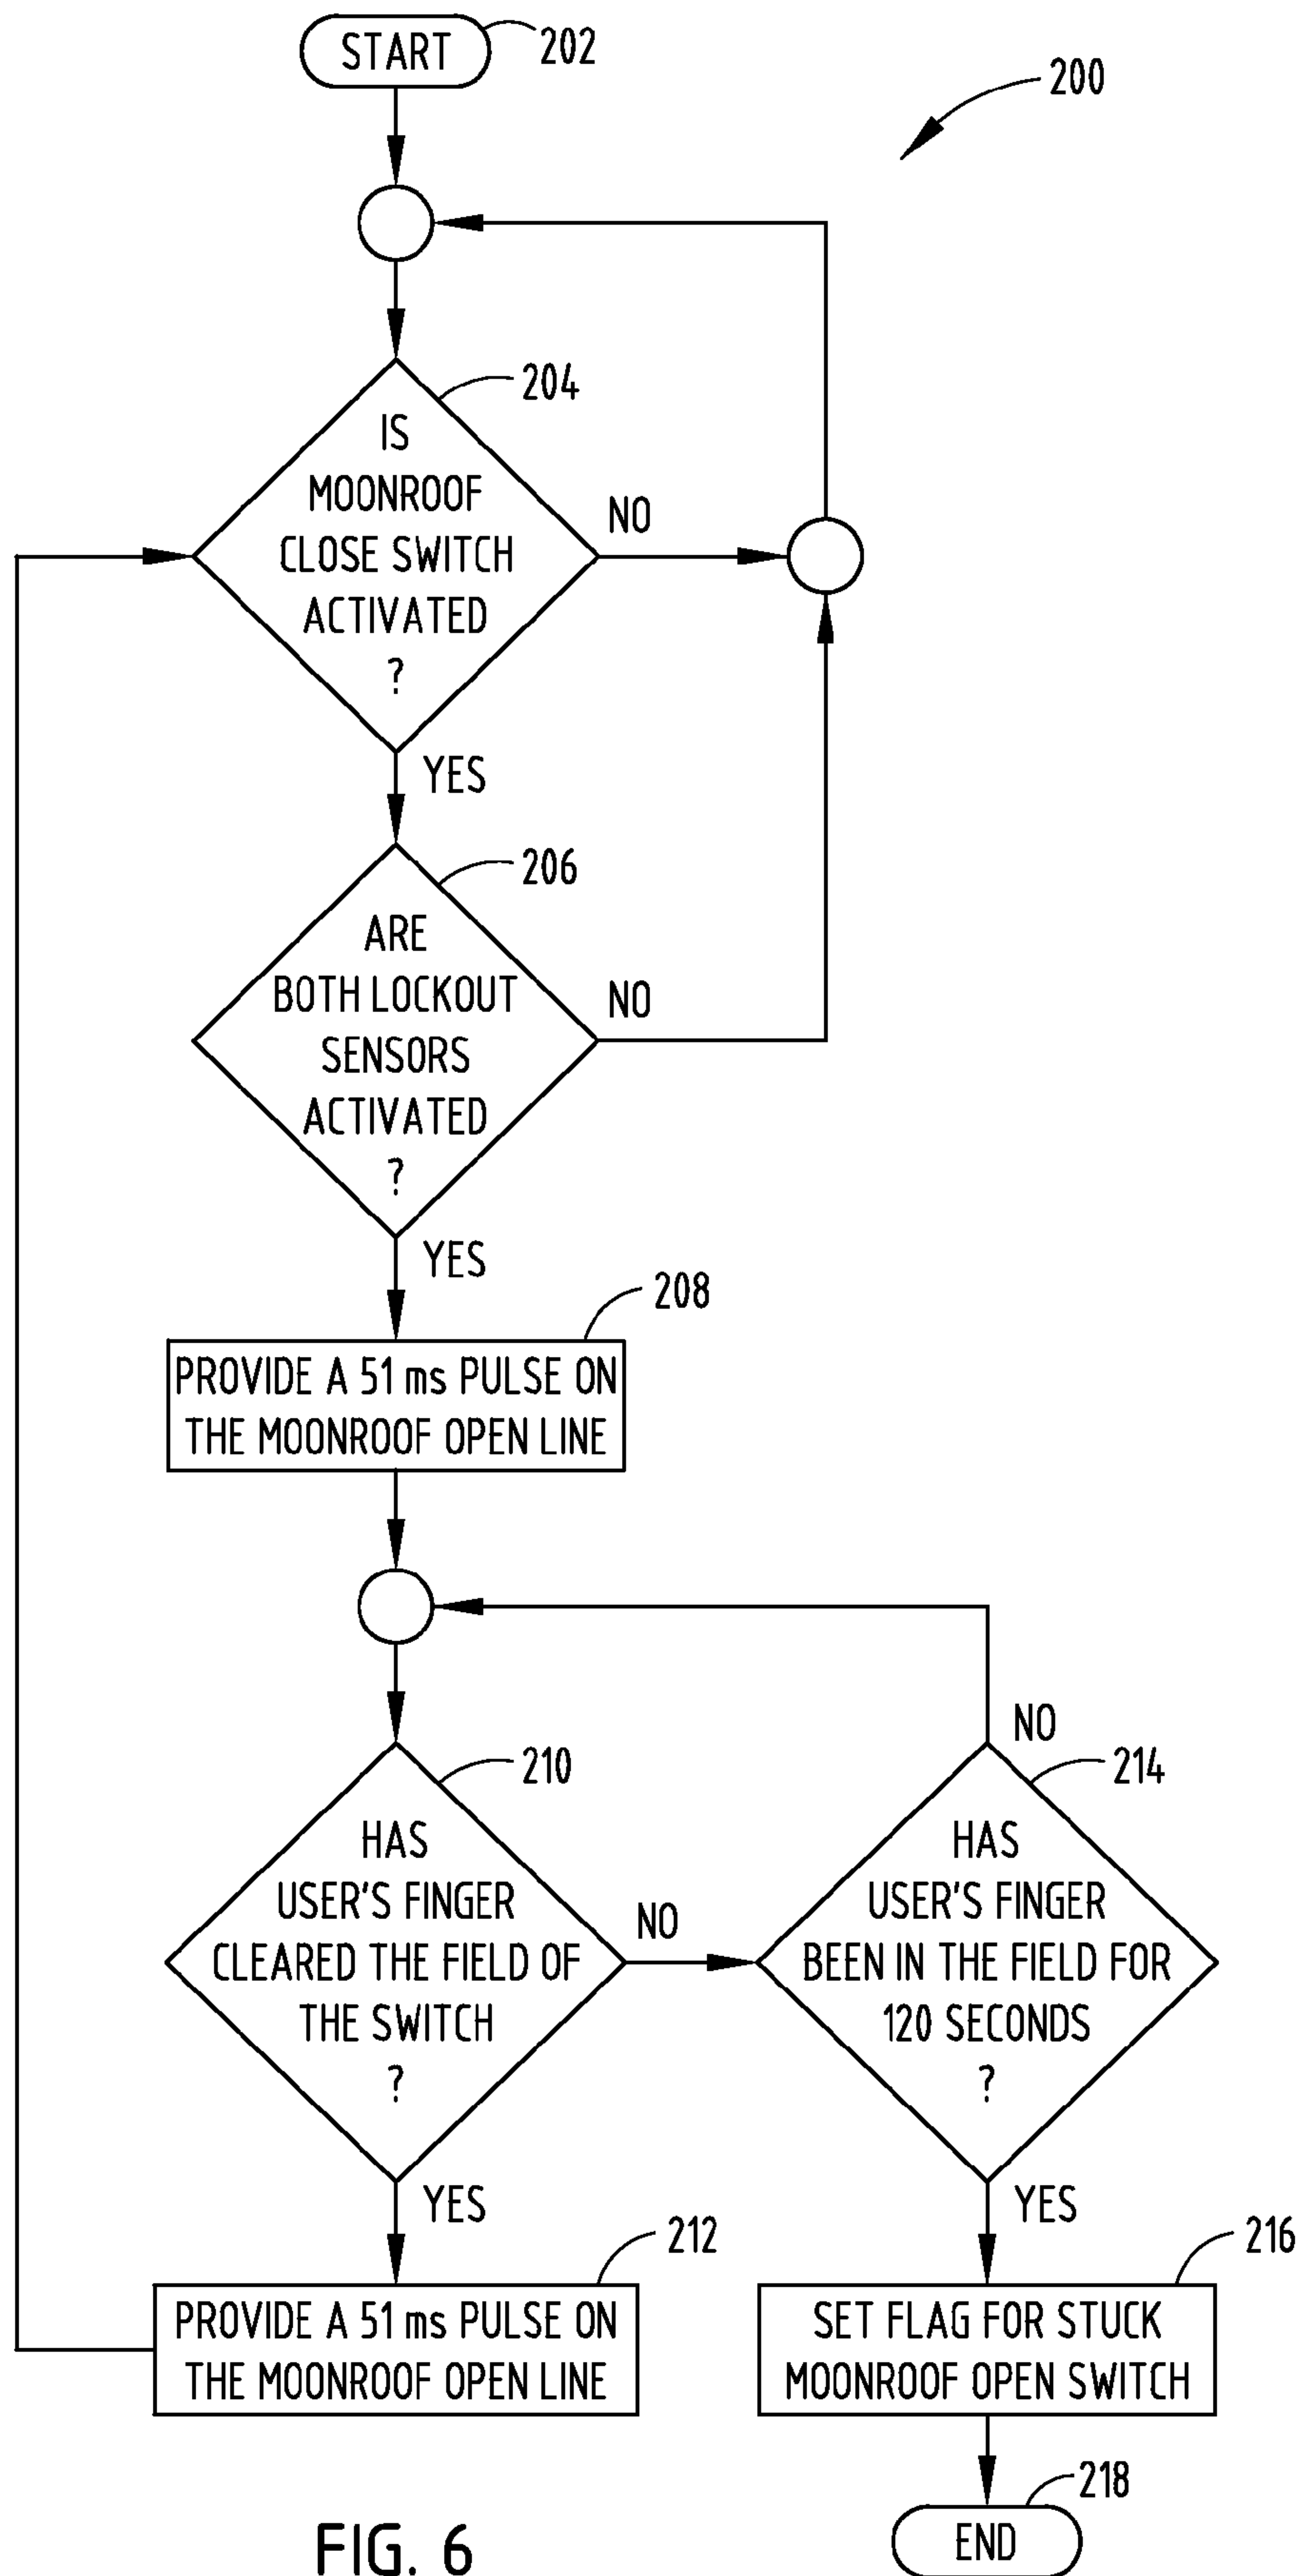 START
202
200
204
IS
MOONROOF
CLOSE SWITCH
ACTIVATED
?
NO
YES
206
ARE
BOTH LOCKOUT
SENSORS
ACTIVATED
?
NO
YES
208
PROVIDE A 51 ms PULSE ON
THE MOONROOF OPEN LINE
210
HAS
USER'S FINGER
CLEARED THE FIELD OF
THE SWITCH
?
NO
YES
NO
214
HAS
USER'S FINGER
BEEN IN THE FIELD FOR
120 SECONDS
?
YES
212
PROVIDE A 51 ms PULSE ON
THE MOONROOF OPEN LINE
216
SET FLAG FOR STUCK
MOONROOF OPEN SWITCH
218
END
FIG. 6